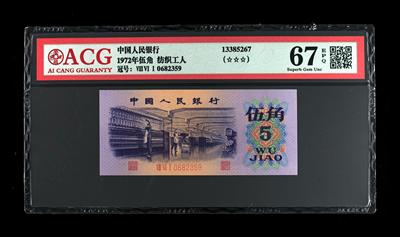 ACG
AI CANG GUARANTY
中国人民银行
1972年伍角 纺织工人
冠号: VIII VI I 0682359
13385267
(☆☆☆)
67 EPQ
Superb Gem Unc
中国人民银行
伍角
5
WU
JIAO
VIII VI I 0682359